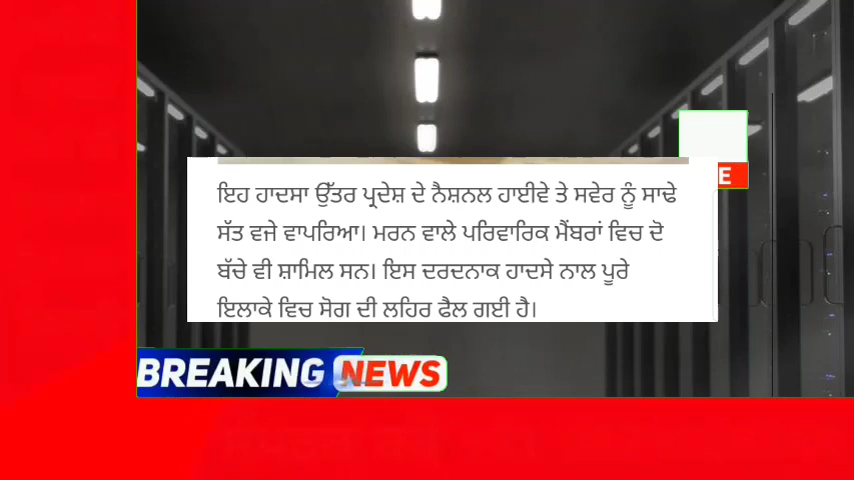 E
ਇਹ ਹਾਦਸਾ ਉੱਤਰ ਪ੍ਰਦੇਸ਼ ਦੇ ਨੈਸ਼ਨਲ ਹਾਈਵੇ ਤੇ ਸਵੇਰ ਨੂੰ ਸਾਢੇ
ਸੱਤ ਵਜੇ ਵਾਪਰਿਆ। ਮਰਨ ਵਾਲੇ ਪਰਿਵਾਰਿਕ ਮੈਂਬਰਾਂ ਵਿਚ ਦੋ
ਬੱਚੇ ਵੀ ਸ਼ਾਮਿਲ ਸਨ। ਇਸ ਦਰਦਨਾਕ ਹਾਦਸੇ ਨਾਲ ਪੂਰੇ
ਇਲਾਕੇ ਵਿਚ ਸੋਗ ਦੀ ਲਹਿਰ ਫੈਲ ਗਈ ਹੈ।
BREAKING NEWS